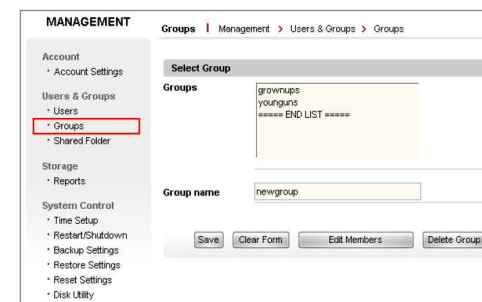 MANAGEMENT
Account
Account Settings
Users & Groups
Users
Groups
Shared Folder
Storage
Reports
System Control
Time Setup
Restart/Shutdown
Backup Settings
Restore Settings
Reset Settings
Disk Utility
Groups | Management > Users & Groups > Groups
Select Group
Groups
grownups
younguns
===== END LIST =====
Group name newgroup
Save Clear Form Edit Members Delete Group